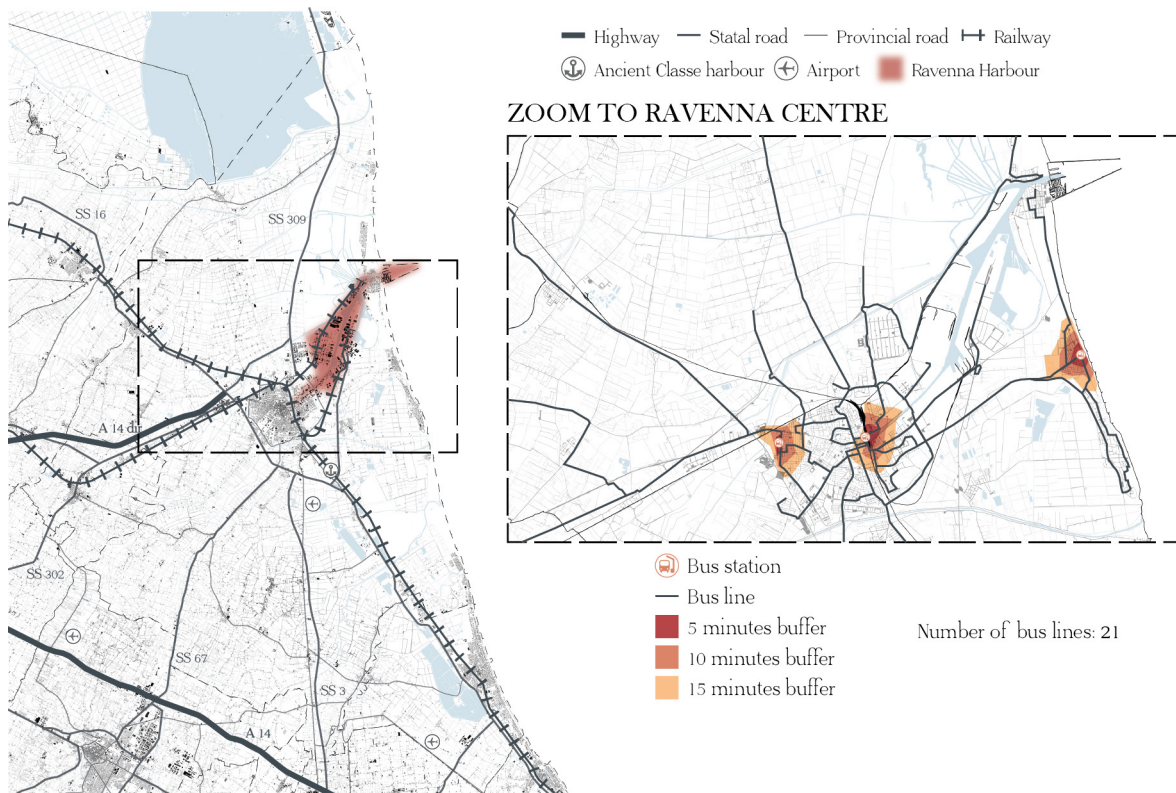 Highway Statal road Provincial road Railway
Ancient Classe harbour Airport Ravenna Harbour
ZOOM TO RAVENNA CENTRE
SS 16
SS 309
A 14 dir
SS 302
SS 67
SS 3
A 14
Bus station
Bus line
5 minutes buffer
10 minutes buffer
15 minutes buffer
Number of bus lines: 21